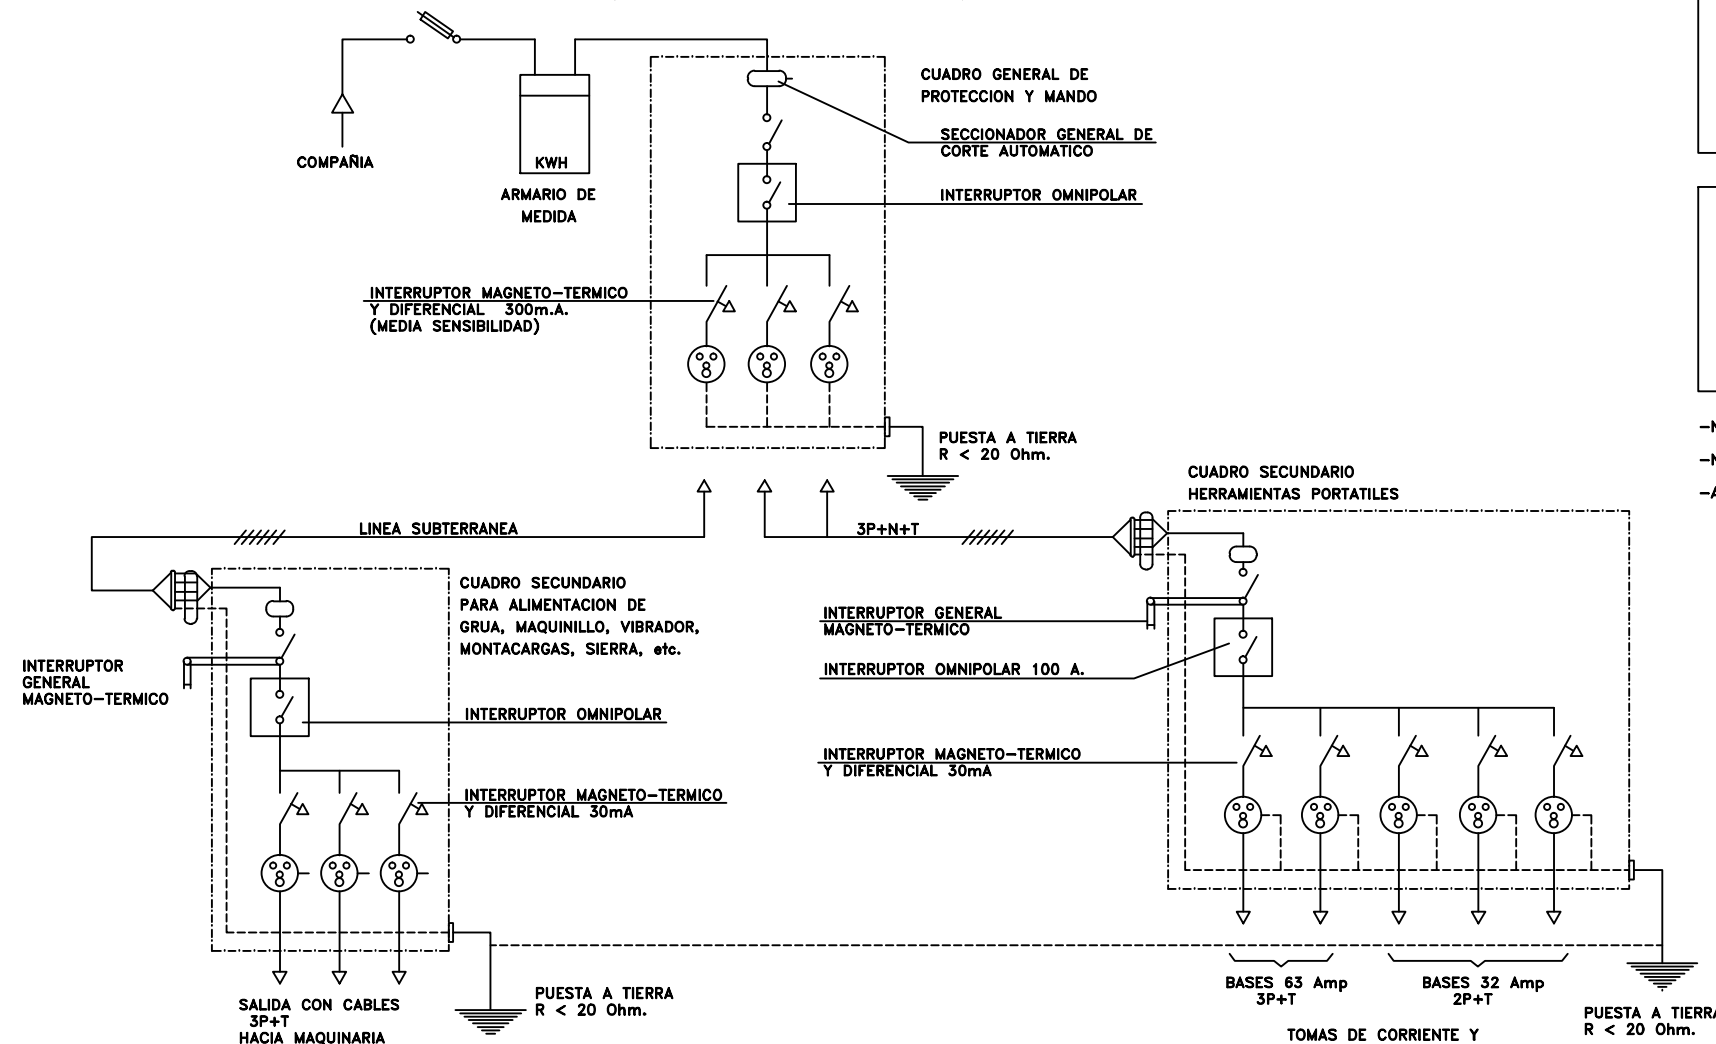 COMPAÑIA
KWH
ARMARIO DE
MEDIDA
CUADRO GENERAL DE
PROTECCION Y MANDO
SECCIONADOR GENERAL DE
CORTE AUTOMATICO
INTERRUPTOR OMNIPOLAR
INTERRUPTOR MAGNETO-TERMICO
Y DIFERENCIAL 300m.A.
(MEDIA SENSIBILIDAD)
PUESTA A TIERRA
R < 20 Ohm.
LINEA SUBTERRANEA
3P+N+T
CUADRO SECUNDARIO
HERRAMIENTAS PORTATILES
CUADRO SECUNDARIO
PARA ALIMENTACION DE
GRUA, MAQUINILLO, VIBRADOR,
MONTACARGAS, SIERRA, etc.
INTERRUPTOR
GENERAL
MAGNETO-TERMICO
INTERRUPTOR OMNIPOLAR
INTERRUPTOR MAGNETO-TERMICO
Y DIFERENCIAL 30mA
INTERRUPTOR GENERAL
MAGNETO-TERMICO
INTERRUPTOR OMNIPOLAR 100 A.
INTERRUPTOR MAGNETO-TERMICO
Y DIFERENCIAL 30mA
SALIDA CON CABLES
3P+T
HACIA MAQUINARIA
PUESTA A TIERRA
R < 20 Ohm.
BASES 63 Amp
3P+T
BASES 32 Amp
2P+T
TOMAS DE CORRIENTE Y
PUESTA A TIERRA
R < 20 Ohm.